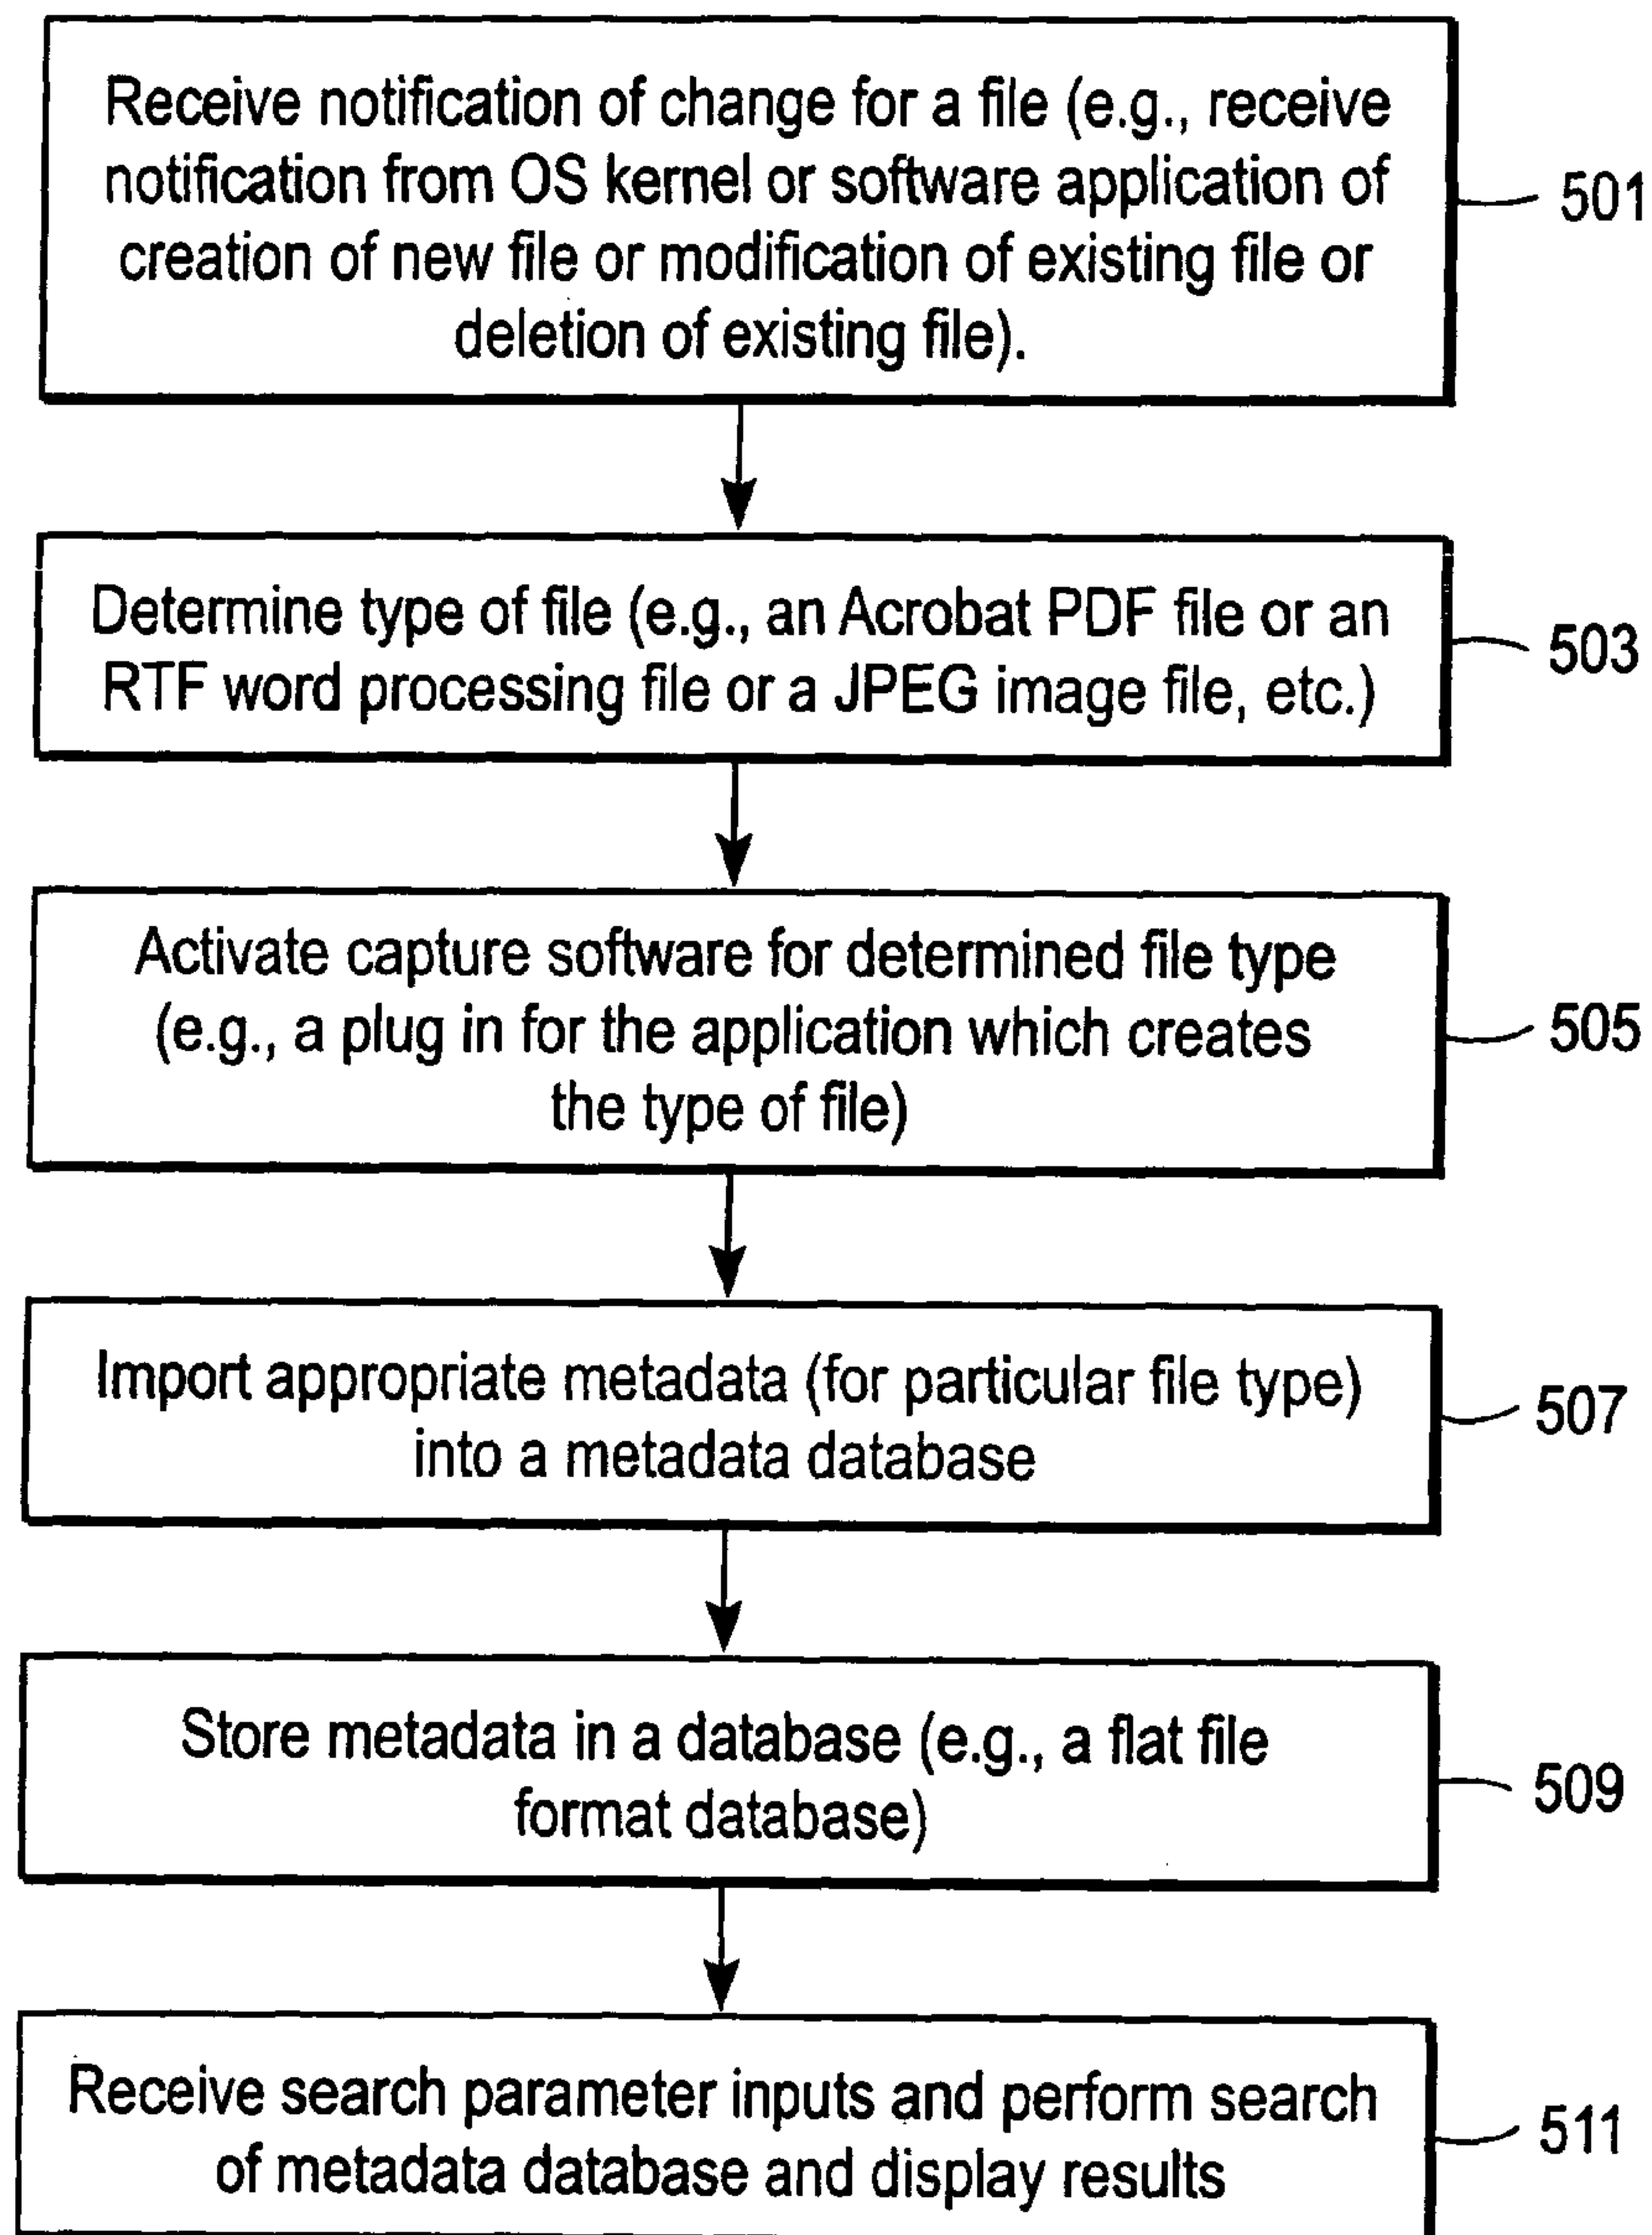 Receive notification of change for a file (e.g., receive
notification from OS kernel or software application of
creation of new file or modification of existing file or
deletion of existing file).
501
Determine type of file (e.g., an Acrobat PDF file or an
RTF word processing file or a JPEG image file, etc.)
503
Activate capture software for determined file type
(e.g., a plug in for the application which creates
the type of file)
505
Import appropriate metadata (for particular file type)
into a metadata database
507
Store metadata in a database (e.g., a flat file
format database)
509
Receive search parameter inputs and perform search
of metadata database and display results
511